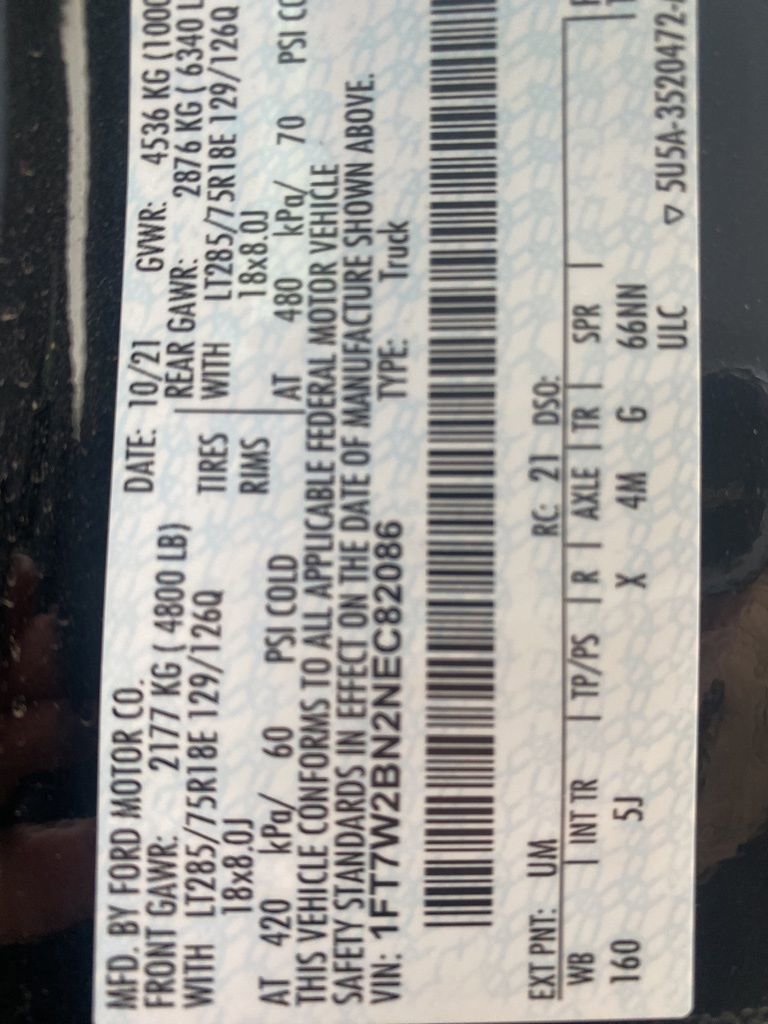 MFD. BY FORD MOTOR CO.
DATE: 10/21 GVWR: 4536 KG (1000
FRONT GAWR: 2177 KG ( 4800 LB) REAR GAWR: 2876 KG ( 6340 L
WITH LT285/75R18E 129/126Q TIRES WITH LT285/75R18E 129/126Q
18x8.0J RIMS 18x8.0J
AT 420 kPa/ 60 PSI COLD AT 480 kPa/ 70 PSI CO
THIS VEHICLE CONFORMS TO ALL APPLICABLE FEDERAL MOTOR VEHICLE
SAFETY STANDARDS IN EFFECT ON THE DATE OF MANUFACTURE SHOWN ABOVE.
VIN: 1FT7W2BN2NEC82086 TYPE: Truck
EXT PNT: UM RC: 21 DSO:
WB | INT TR | TP/PS | R | AXLE | TR | SPR |
160 5J X 4M G 66NN
ULC ▽ 5U5A-3520472-